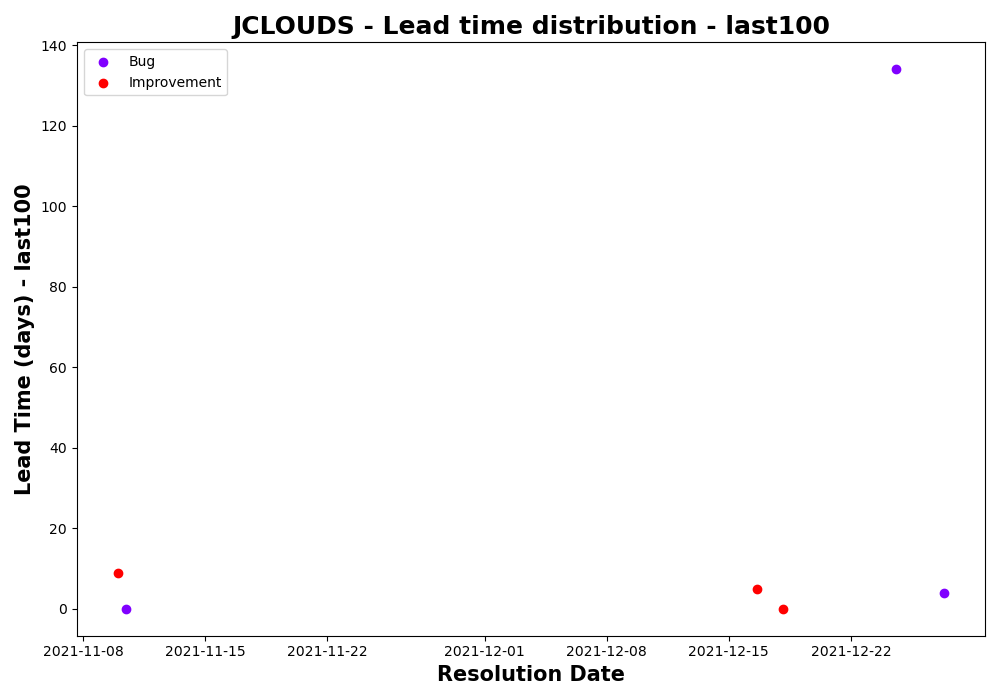 JCLOUDS - Lead time distribution - last100
Bug
Improvement
Lead Time (days) - last100
140
120
100
80
60
40
20
0
2021-11-08 2021-11-15 2021-11-22 2021-12-01 2021-12-08 2021-12-15 2021-12-22
Resolution Date